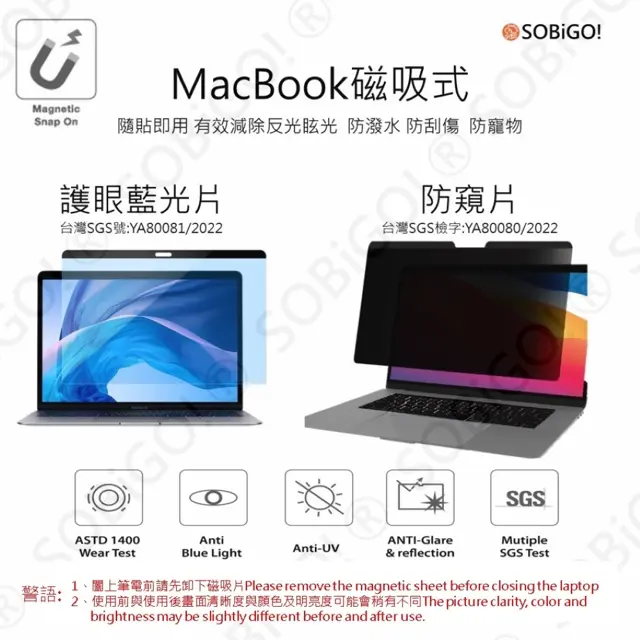 Magnetic
Snap On
SOBiGO!
MacBook磁吸式
隨貼即用 有效減除反光眩光 防潑水 防刮傷 防寵物
護眼藍光片
台灣SGS號:YA80081/2022
防窺片
台灣SGS檢字:YA80080/2022
ASTD 1400
Wear Test
Anti
Blue Light
Anti-UV
ANTI-Glare
& reflection
SGS
Mutiple
SGS Test
警語:
1、闔上筆電前請先卸下磁吸片Please remove the magnetic sheet before closing the laptop
2、使用前與使用後畫面清晰度與顏色及明亮度可能會稍有不同The picture clarity, color and
brightness may be slightly different before and after use.
SOBiGO!®